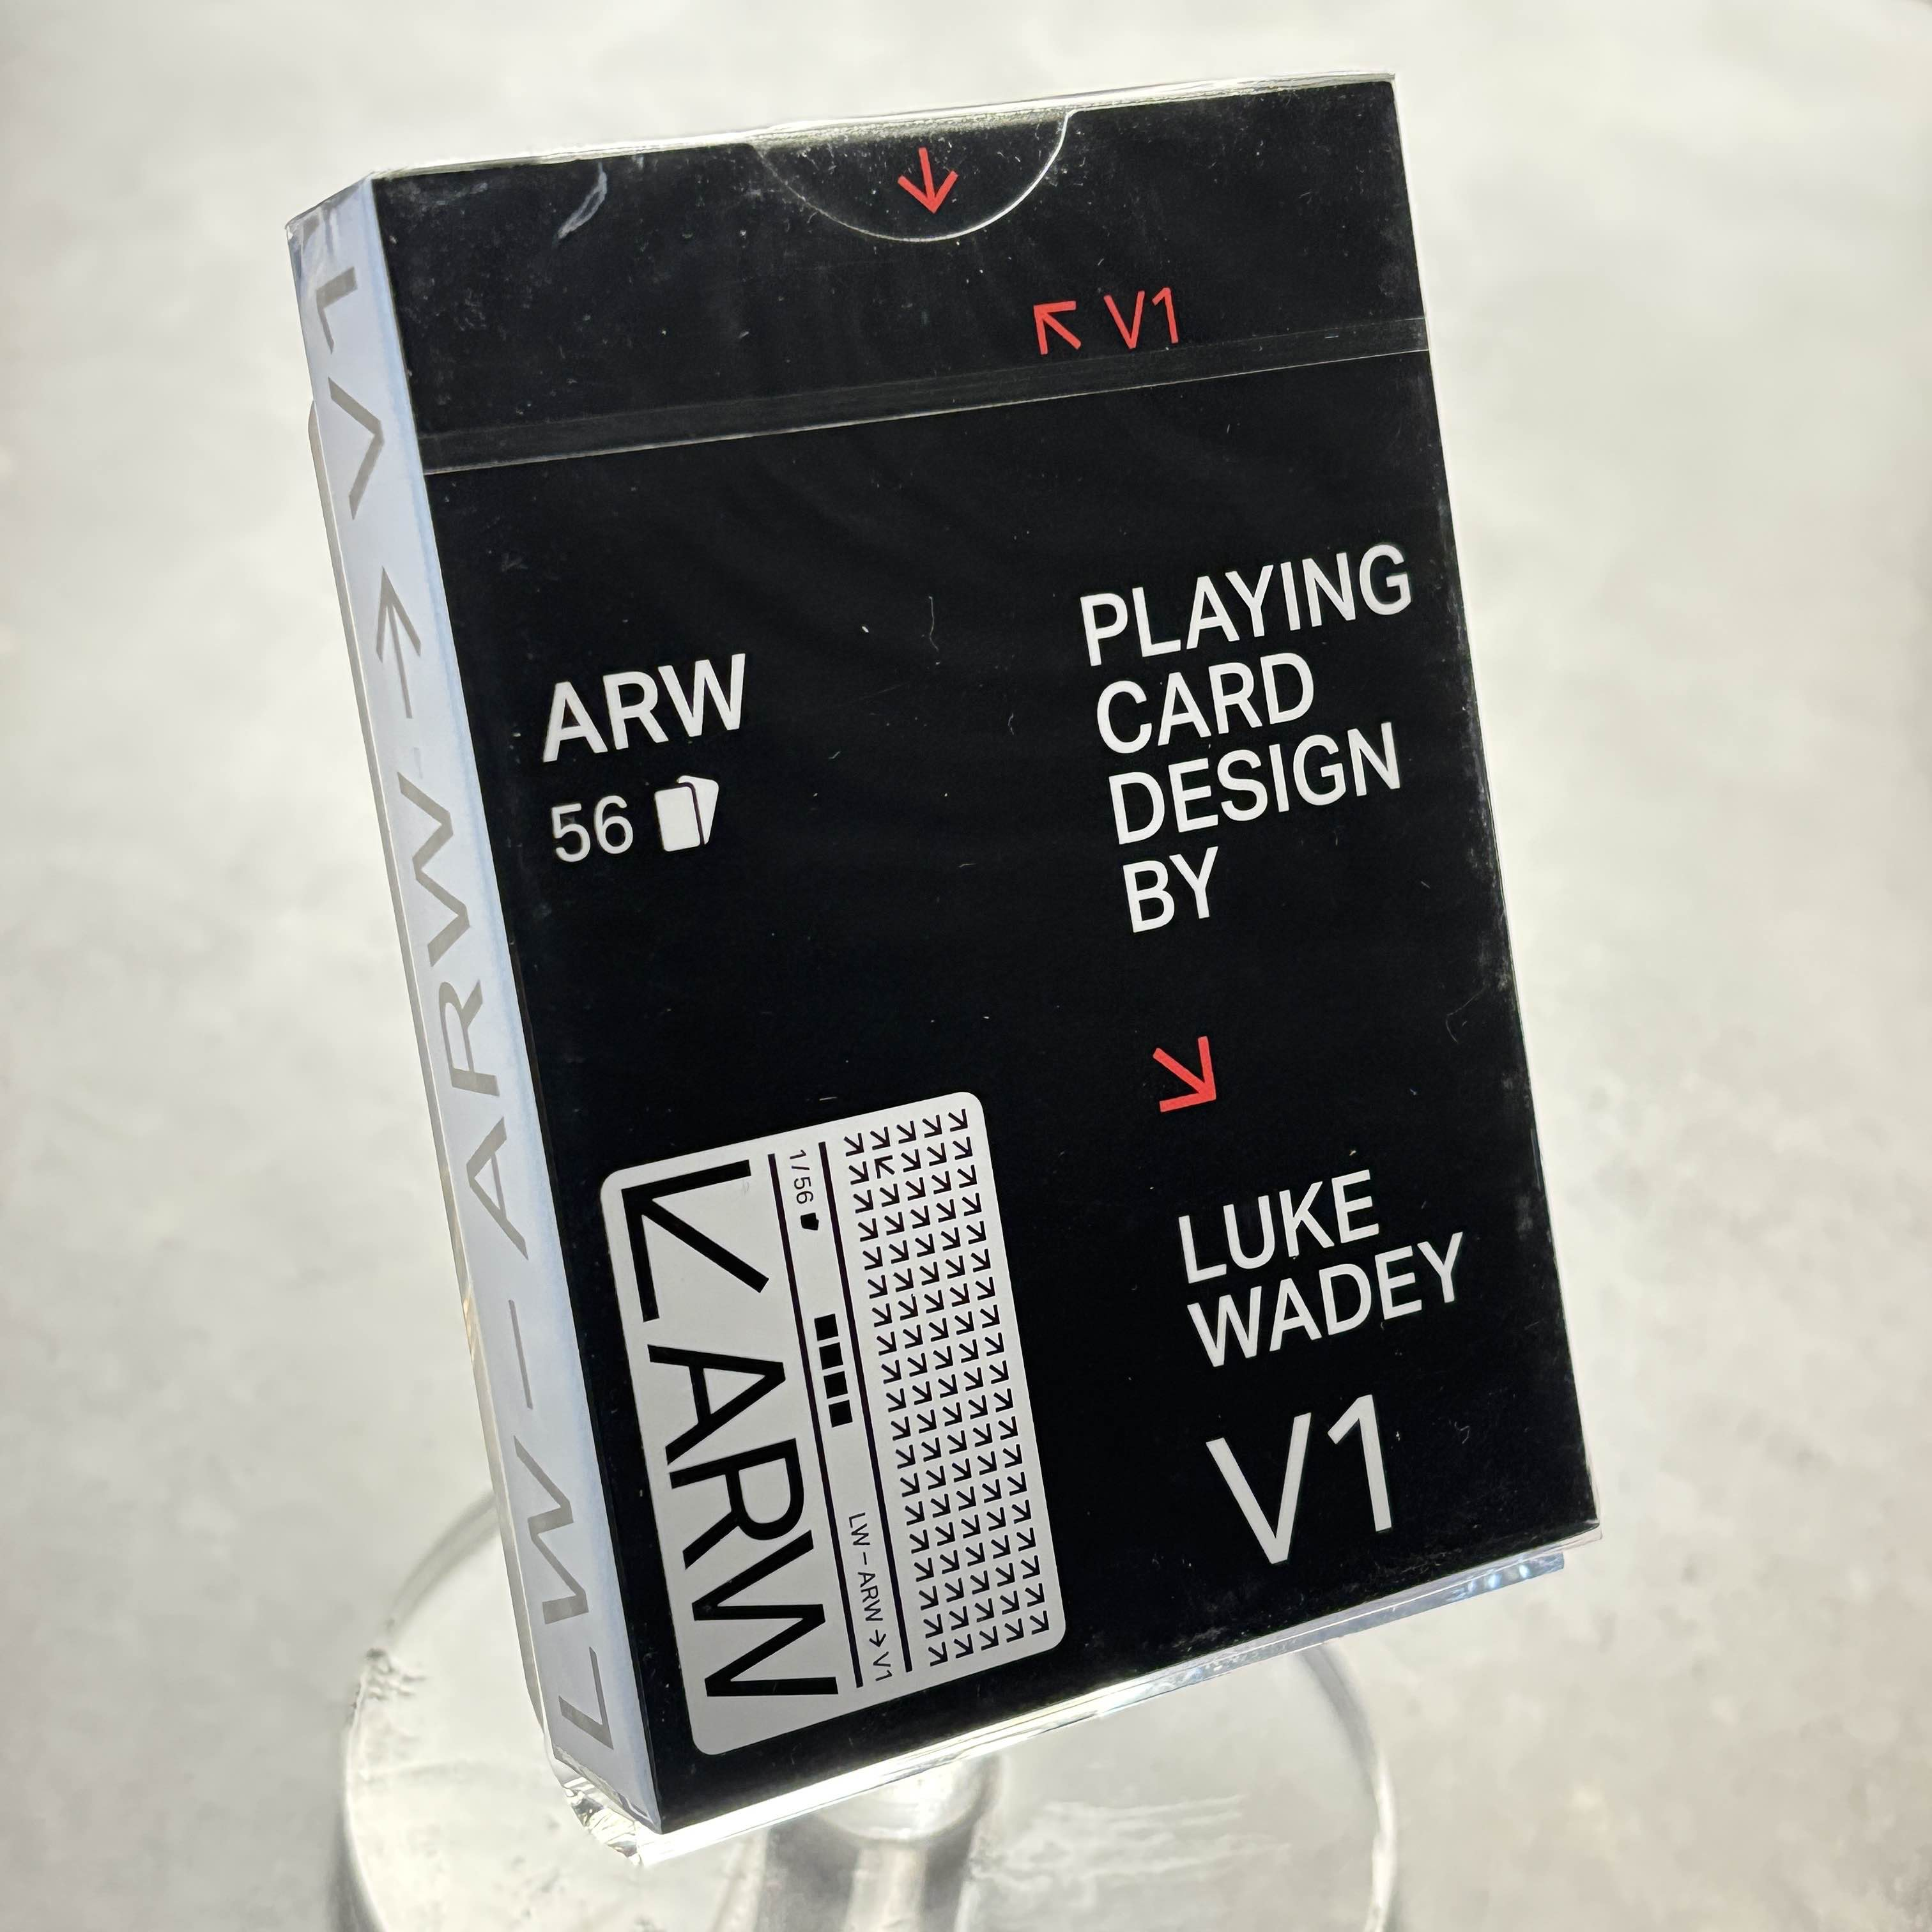 ↓
↖ V1
ARW
56
PLAYING
CARD
DESIGN
BY
↘
LUKE
WADEY
V1
↖ ARW
1/56
LW–ARW → V1
LW–ARW → V1